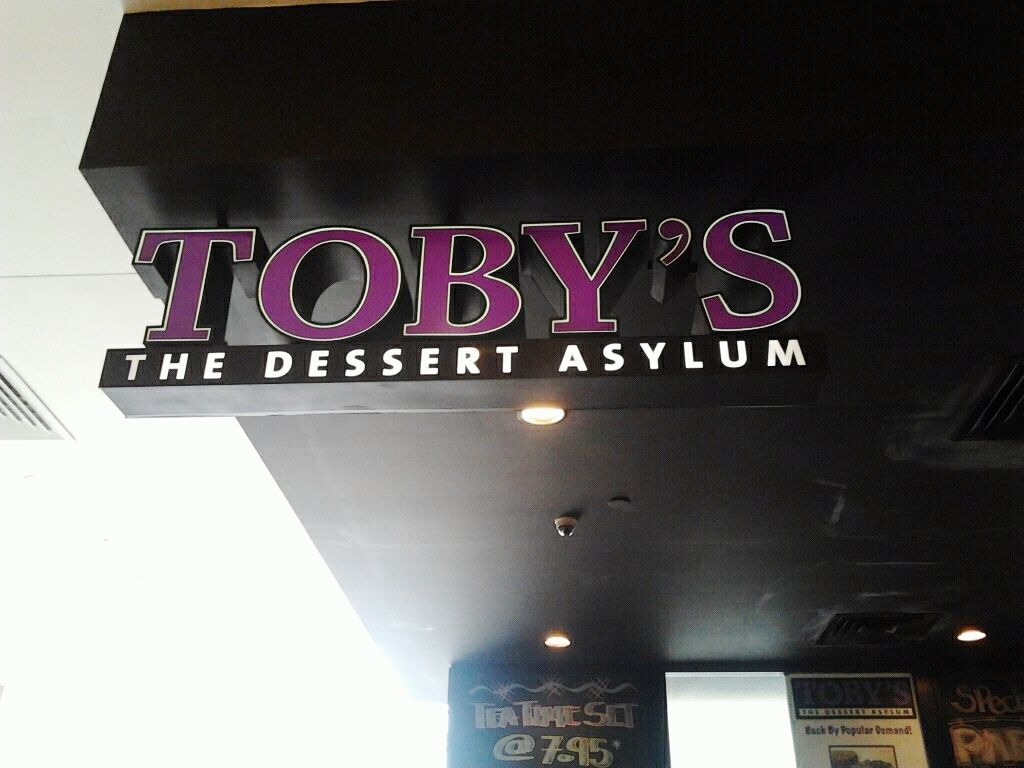 TOBY'S
THE DESSERT ASYLUM
TEA TIME SET
@ 7.95
TOBY'S
THE DESSERT ASYLUM
Back By Popular Demand!